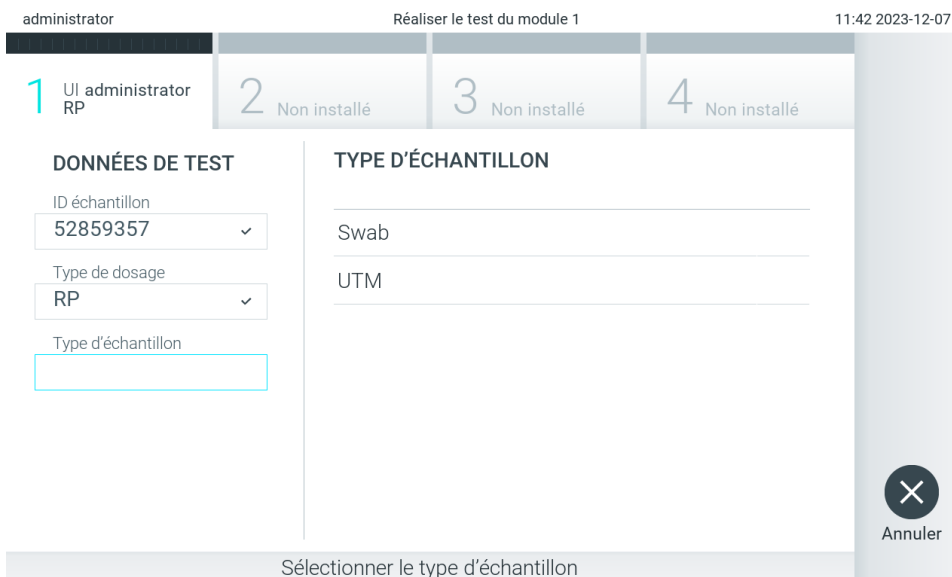 administrator
Réaliser le test du module 1
11:42 2023-12-07
1 UI administrator
RP
2 Non installé
3 Non installé
4 Non installé
DONNÉES DE TEST
ID échantillon
52859357
Type de dosage
RP
Type d’échantillon
TYPE D’ÉCHANTILLON
Swab
UTM
Annuler
Sélectionner le type d’échantillon